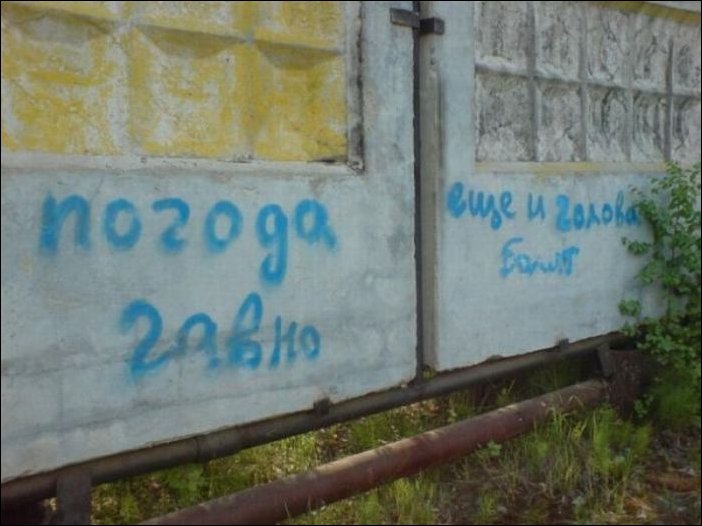 погода
гавно
еще и голова
болит